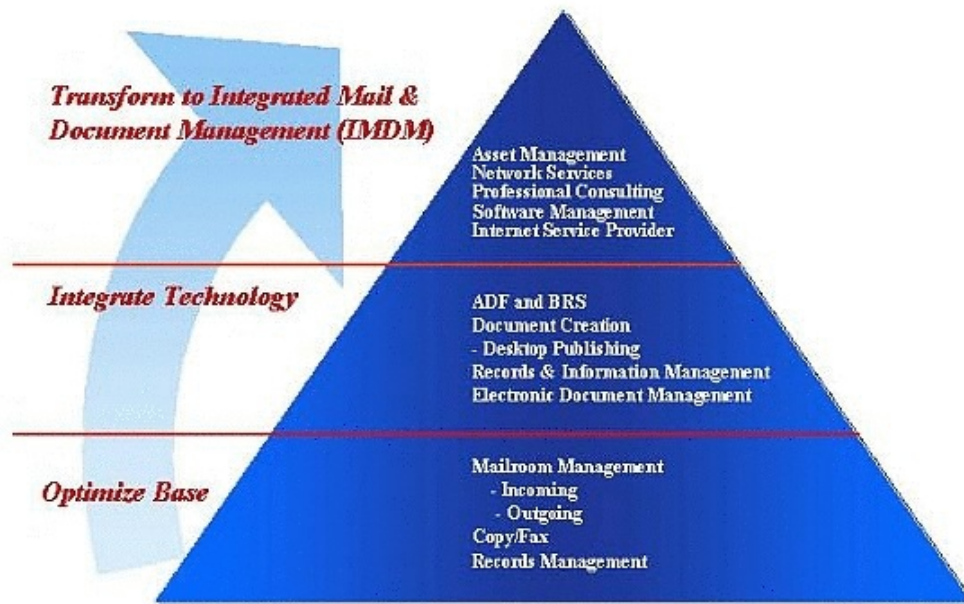 Transform to Integrated Mail &
Document Management (IMDM)
Asset Management
Network Services
Professional Consulting
Software Management
Internet Service Provider
Integrate Technology
ADF and BRS
Document Creation
- Desktop Publishing
Records & Information Management
Electronic Document Management
Optimize Base
Mailroom Management
- Incoming
- Outgoing
Copy/Fax
Records Management